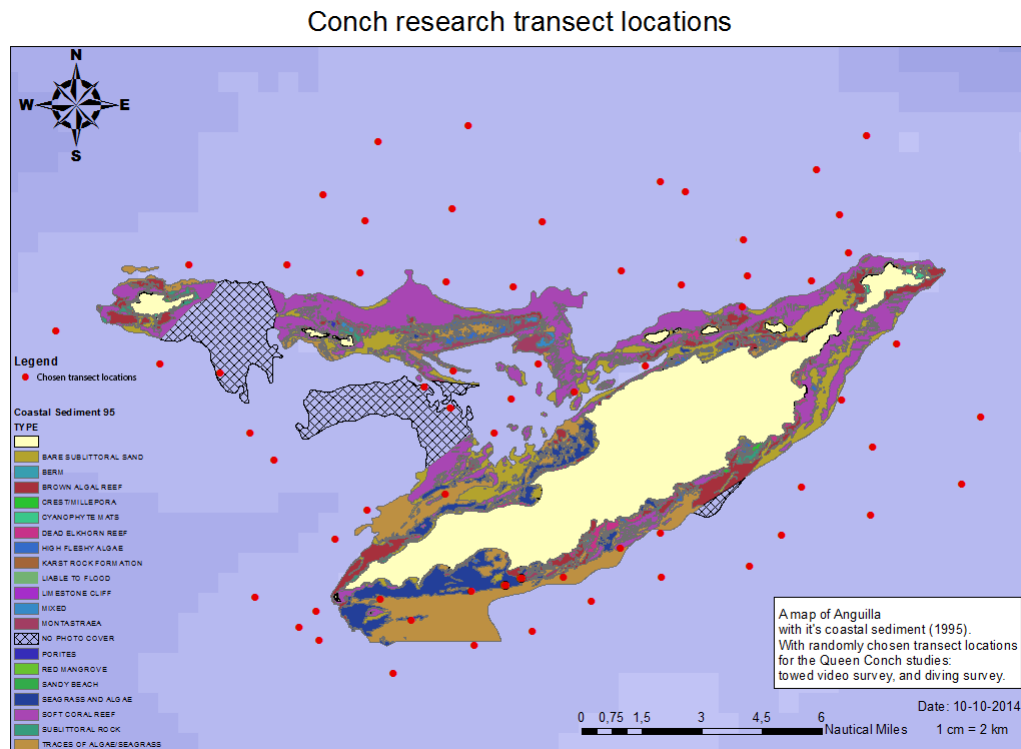 Conch research transect locations
N
W E
S
Legend
Chosen transect locations
Coastal Sediment 95
TYPE
BARE SUBLITTORAL SAND
BERM
BROWN ALGAL REEF
CREST/MILLEPORA
CYANOPHYTE MATS
DEAD ELKHORN REEF
HIGH FLESHY ALGAE
KARST ROCK FORMATION
LIABLE TO FLOOD
LIMESTONE CLIFF
MIXED
MONTASTRAEA
NO PHOTO COVER
PORITES
RED MANGROVE
SANDY BEACH
SEAGRASS AND ALGAE
SOFT CORAL REEF
SUBLITTORAL ROCK
TRACES OF ALGAE/SEAGRASS
A map of Anguilla
with it's coastal sediment (1995).
With randomly chosen transect locations
for the Queen Conch studies:
towed video survey, and diving survey.
Date: 10-10-2014
0 0,75 1,5 3 4,5 6
Nautical Miles 1 cm = 2 km